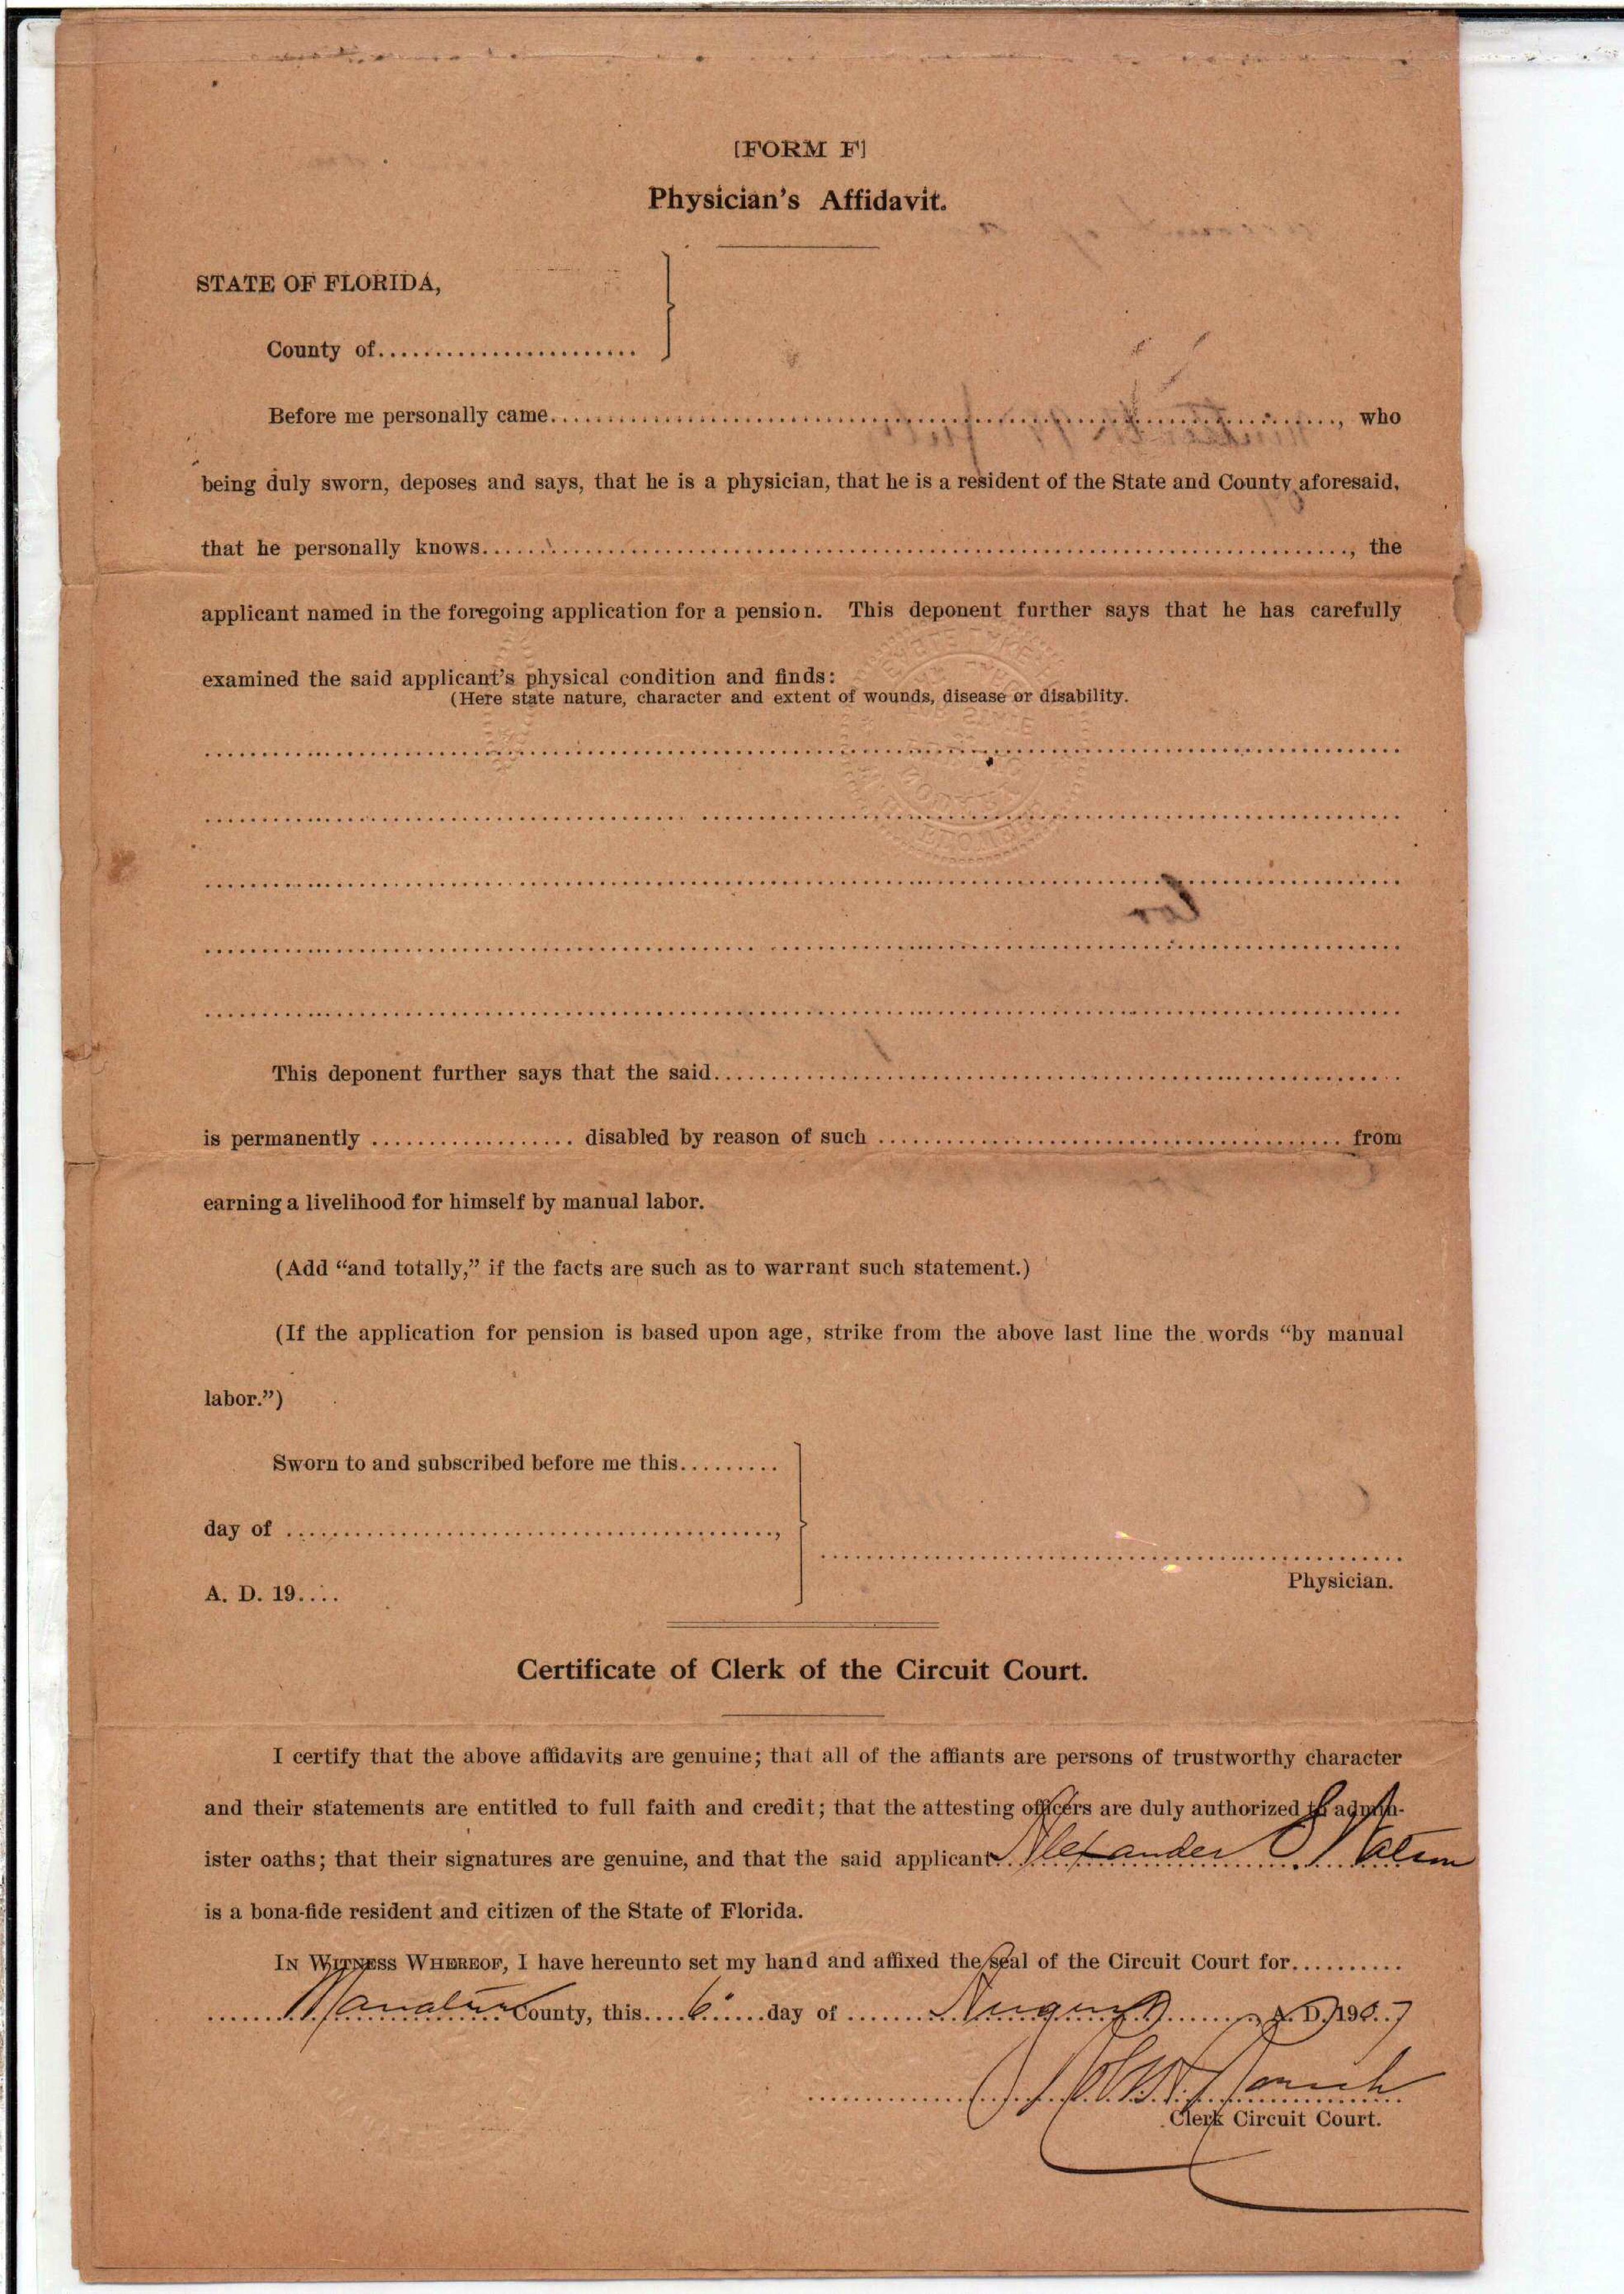 [FORM F]
Physician's Affidavit.
STATE OF FLORIDA,
County of........................
Before me personally came........................................, who
being duly sworn, deposes and says, that he is a physician, that he is a resident of the State and County aforesaid,
that he personally knows........................................, the
applicant named in the foregoing application for a pension. This deponent further says that he has carefully
examined the said applicant's physical condition and finds:
(Here state nature, character and extent of wounds, disease or disability.
This deponent further says that the said........................................
is permanently .................. disabled by reason of such ........................................ from
earning a livelihood for himself by manual labor.
(Add "and totally," if the facts are such as to warrant such statement.)
(If the application for pension is based upon age, strike from the above last line the words "by manual
labor.")
Sworn to and subscribed before me this.........
day of ........................................,
A. D. 19....
Physician.
Certificate of Clerk of the Circuit Court.
I certify that the above affidavits are genuine; that all of the affiants are persons of trustworthy character
and their statements are entitled to full faith and credit; that the attesting officers are duly authorized to admin-
ister oaths; that their signatures are genuine, and that the said applicant Alexander S Watson
is a bona-fide resident and citizen of the State of Florida.
IN WITNESS WHEREOF, I have hereunto set my hand and affixed the seal of the Circuit Court for..........
Manatee County, this....6....day of ........August........A. D. 190.7
Clerk Circuit Court.